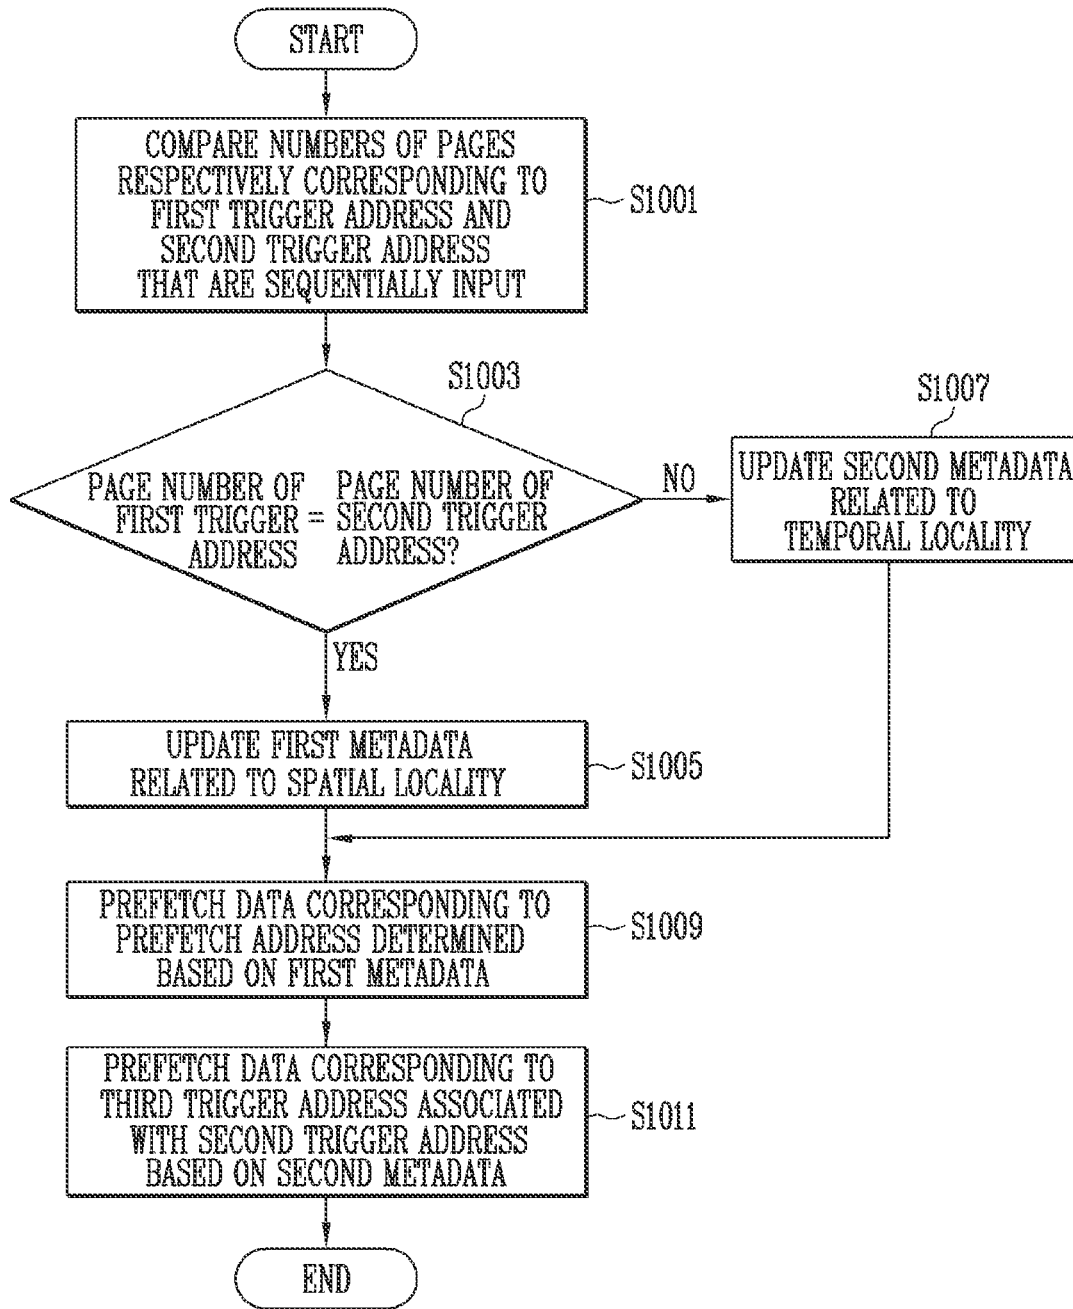 START
COMPARE NUMBERS OF PAGES
RESPECTIVELY CORRESPONDING TO
FIRST TRIGGER ADDRESS AND
SECOND TRIGGER ADDRESS
THAT ARE SEQUENTIALLY INPUT
S1001
S1003
PAGE NUMBER OF
FIRST TRIGGER
ADDRESS
=
PAGE NUMBER OF
SECOND TRIGGER
ADDRESS?
NO
S1007
UPDATE SECOND METADATA
RELATED TO
TEMPORAL LOCALITY
YES
UPDATE FIRST METADATA
RELATED TO SPATIAL LOCALITY
S1005
PREFETCH DATA CORRESPONDING TO
PREFETCH ADDRESS DETERMINED
BASED ON FIRST METADATA
S1009
PREFETCH DATA CORRESPONDING TO
THIRD TRIGGER ADDRESS ASSOCIATED
WITH SECOND TRIGGER ADDRESS
BASED ON SECOND METADATA
S1011
END